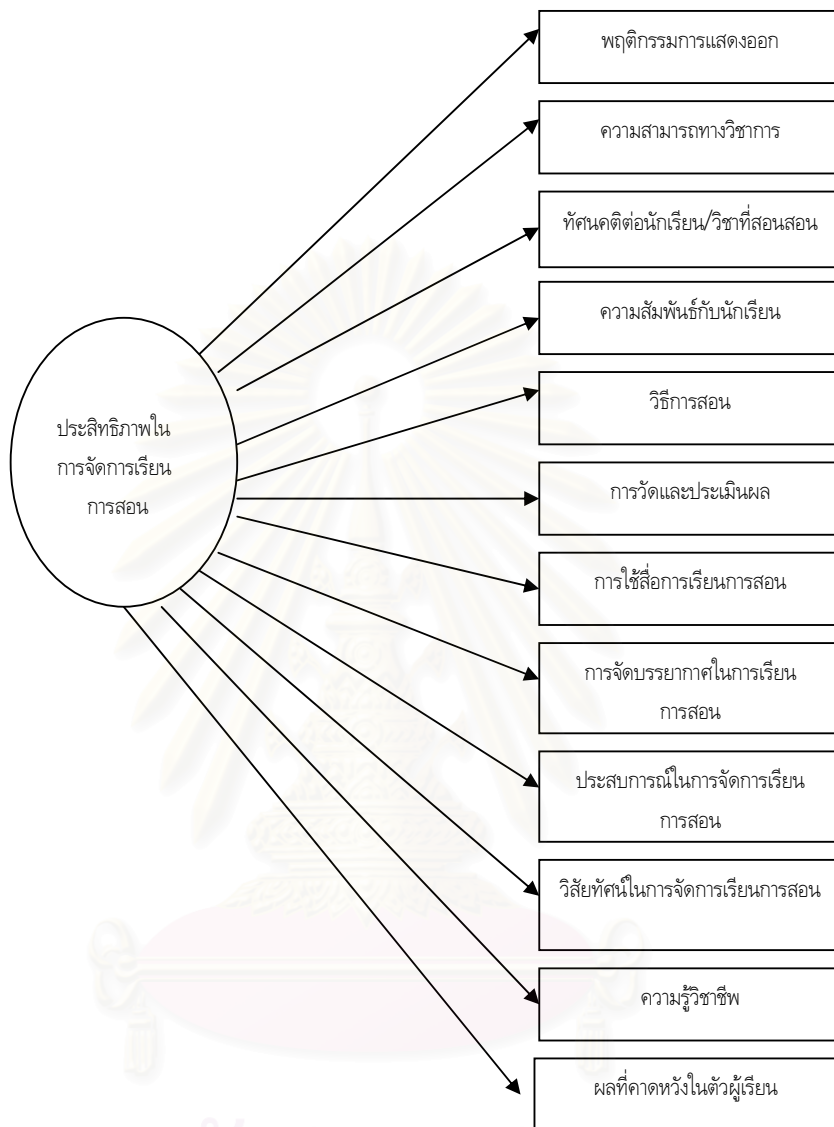 พฤติกรรมการแสดงออก
ความสามารถทางวิชาการ
ทัศนคติต่อนักเรียน/วิชาที่สอนสอน
ความสัมพันธ์กับนักเรียน
วิธีการสอน
ประสิทธิภาพใน
การจัดการเรียน
การสอน
การวัดและประเมินผล
การใช้สื่อการเรียนการสอน
การจัดบรรยากาศในการเรียน
การสอน
ประสบการณ์ในการจัดการเรียน
การสอน
วิสัยทัศน์ในการจัดการเรียนการสอน
ความรู้วิชาชีพ
ผลที่คาดหวังในตัวผู้เรียน